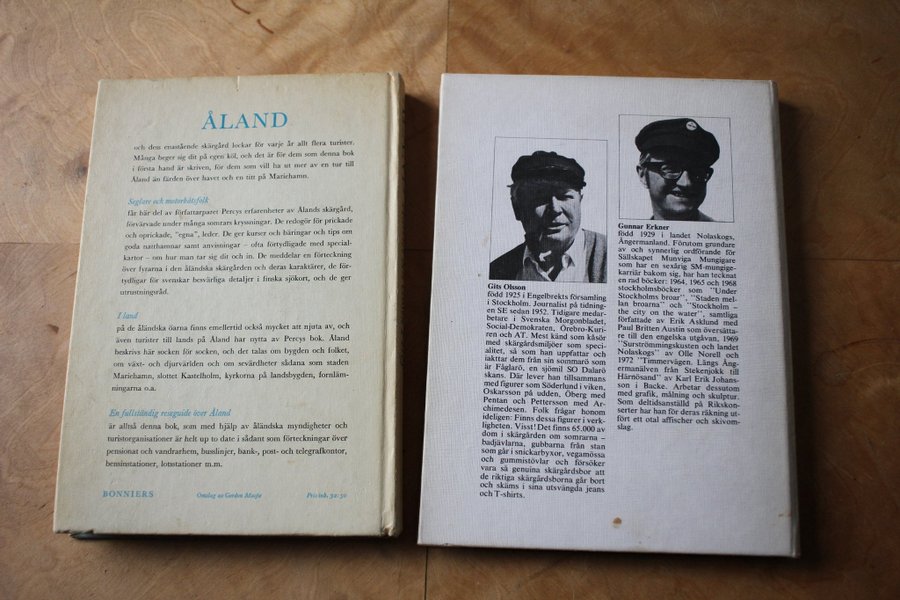 ÅLAND
och dess enastående skärgård lockar för varje år allt flera turister.
Många beger sig dit på egen köl, och det är för dem som denna bok
i första hand är skriven, för dem som vill ha ut mer av en tur till
Åland än färden över havet och en titt på Mariehamn.
Seglare och motorbåtsfolk
får här del av författarparet Percys erfarenheter av Ålands skärgård,
förvärvade under många somrars kryssningar. De redogör för prickade
och oprickade, "egna", leder. De ger kurser och bäringar och tips om
goda natthamnar samt anvisningar – ofta förtydligade med special-
kartor – om hur man tar sig dit och in. De meddelar en förteckning
över fyrarna i den åländska skärgården och deras karaktärer, de för-
tydligar för svenskar besvärliga detaljer i finska sjökort, och de ger
utrustningsråd.
I land
på de åländska öarna finns emellertid också mycket att njuta av, och
även turister till lands på Åland har nytta av Percys bok. Åland
beskrivs här socken för socken, och det talas om bygden och folket,
om växt- och djurvärlden och om sevärdheter sådana som staden
Mariehamn, slottet Kastelholm, kyrkorna på landsbygden, fornläm-
ningarna o.a.
En fullständig reseguide över Åland
är alltså denna bok, som med hjälp av åländska myndigheter och
turistorganisationer är helt up to date i sådant som förteckningar över
pensionat och vandrarhem, busslinjer, bank-, post- och telegrafkontor,
bensinstationer, lotsstationer m.m.
BONNIERS Omslag av Gordon Pris inb. 32:50
Gits Olsson
född 1925 i Engelbrekts församling
i Stockholm. Journalist på tidning-
en SE sedan 1952. Tidigare medar-
betare i Svenska Morgonbladet,
Social-Demokraten, Örebro-Kuri-
ren och AT. Mest känd som kåsör
med skärgårdsmiljöer som speci-
alitet, så som han uppfattar och
iakttar dem från sin sommarö som
är Fåglarö, en sjömil SO Dalarö
skans. Där lever han tillsammans
med figurer som Söderlund i viken,
Oskarsson på udden, Öberg med
Pentan och Pettersson med Ar-
chimedesen. Folk frågar honom
ideligen: Finns dessa figurer i verk-
ligheten. Visst! Det finns 65.000 av
dom i skärgården om somrarna –
badjävlarna, gubbarna från stan
som går i snickarbyxor, vegamössa
och gummistövlar och försöker
vara så genuina skärgårdsbor att
de riktiga skärgårdsborna går bort
och skäms i sina utsvängda jeans
och T-shirts.
Gunnar Erkner
född 1929 i landet Nolaskogs,
Ångermanland. Förutom grundare
av och synnerlig ordförande för
Sällskapet Munviga Mungigare
som har en sexårig SM-mungige-
karriär bakom sig, har han tecknat
en rad böcker: 1964, 1965 och 1968
stockholmsböcker som "Under
Stockholms broar", "Staden mel-
lan broarna" och "Stockholm –
the city on the water", samtliga
författade av Erik Asklund med
Paul Britten Austin som översätta-
re till den engelska utgåvan, 1969
"Surströmmingskusten och landet
Nolaskogs" av Olle Norell och
1972 "Timmervägen. Längs Ång-
ermanälven från Stekenjokk till
Härnösand" av Karl Erik Johans-
son i Backe. Arbetar dessutom
med grafik, målning och skulptur.
Som deltidsanställd på Rikskon-
serter har han för deras räkning ut-
fört ett otal affischer och skivom-
slag.